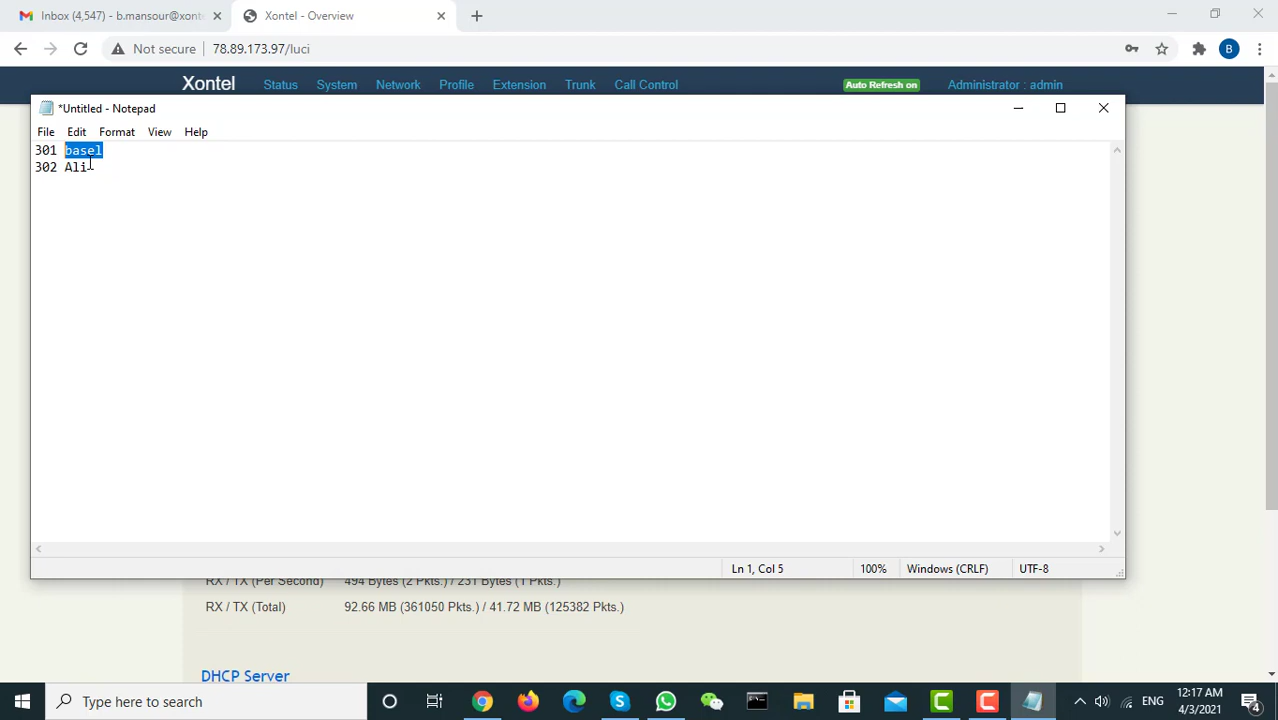 Inbox (4,547) - b.mansour@xont
Xontel - Overview
Not secure
78.89.173.97/luci
B
Xontel
Status
System
Network
Profile
Extension
Trunk
Call Control
Auto Refresh on
Administrator : admin
*Untitled - Notepad
File
Edit
Format
View
Help
301 basel
302 Ali
Ln 1, Col 5
100%
Windows (CRLF)
UTF-8
RX / TX (Per Second)
494 Bytes (2 Pkts.) / 231 Bytes (1 Pkts.)
RX / TX (Total)
92.66 MB (361050 Pkts.) / 41.72 MB (125382 Pkts.)
DHCP Server
Type here to search
ENG
12:17 AM
4/3/2021
4